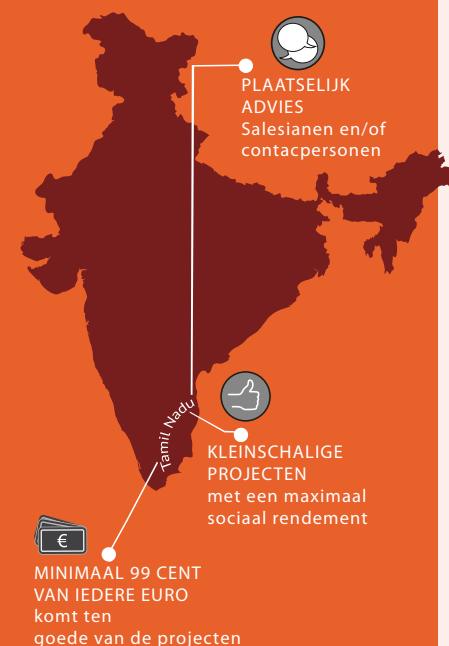 PLAATSELIJK
ADVIES
Salesianen en/of
contacpersonen
Tamil Nadu
KLEINSCHALIGE
PROJECTEN
met een maximaal
sociaal rendement
€
MINIMAAL 99 CENT
VAN IEDERE EURO
komt ten
goede van de projecten